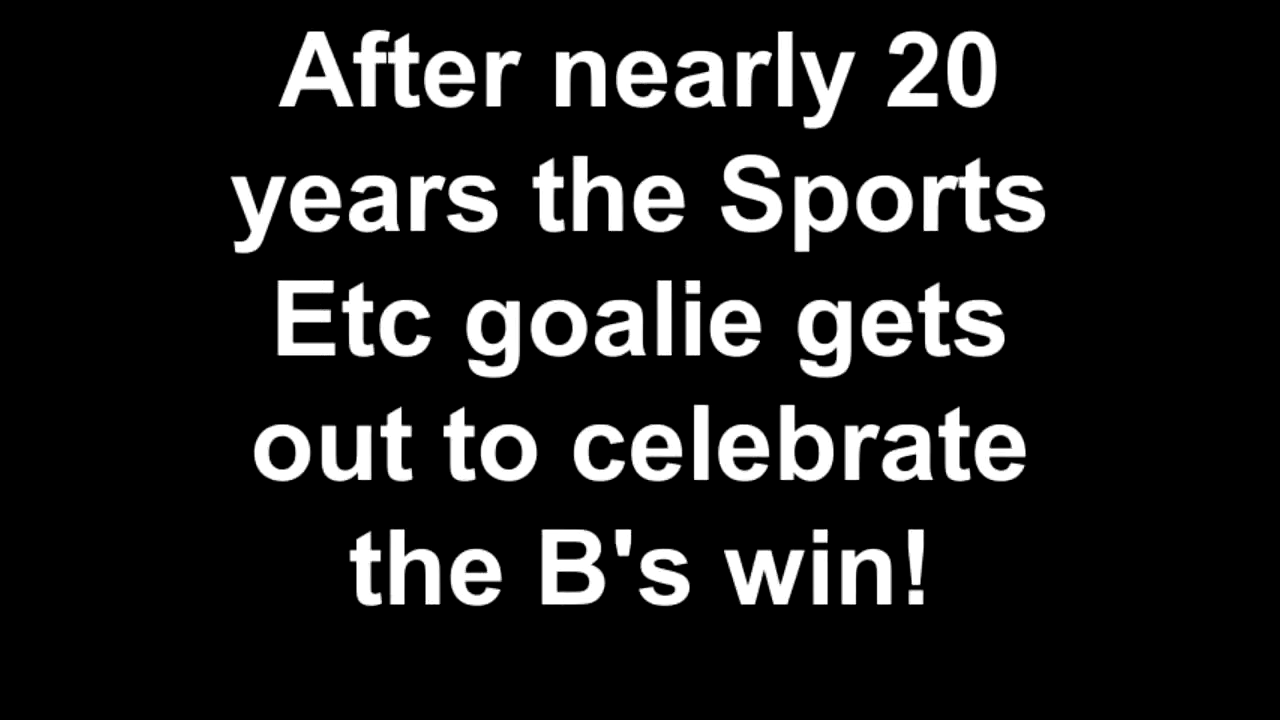 After nearly 20
years the Sports
Etc goalie gets
out to celebrate
the B's win!